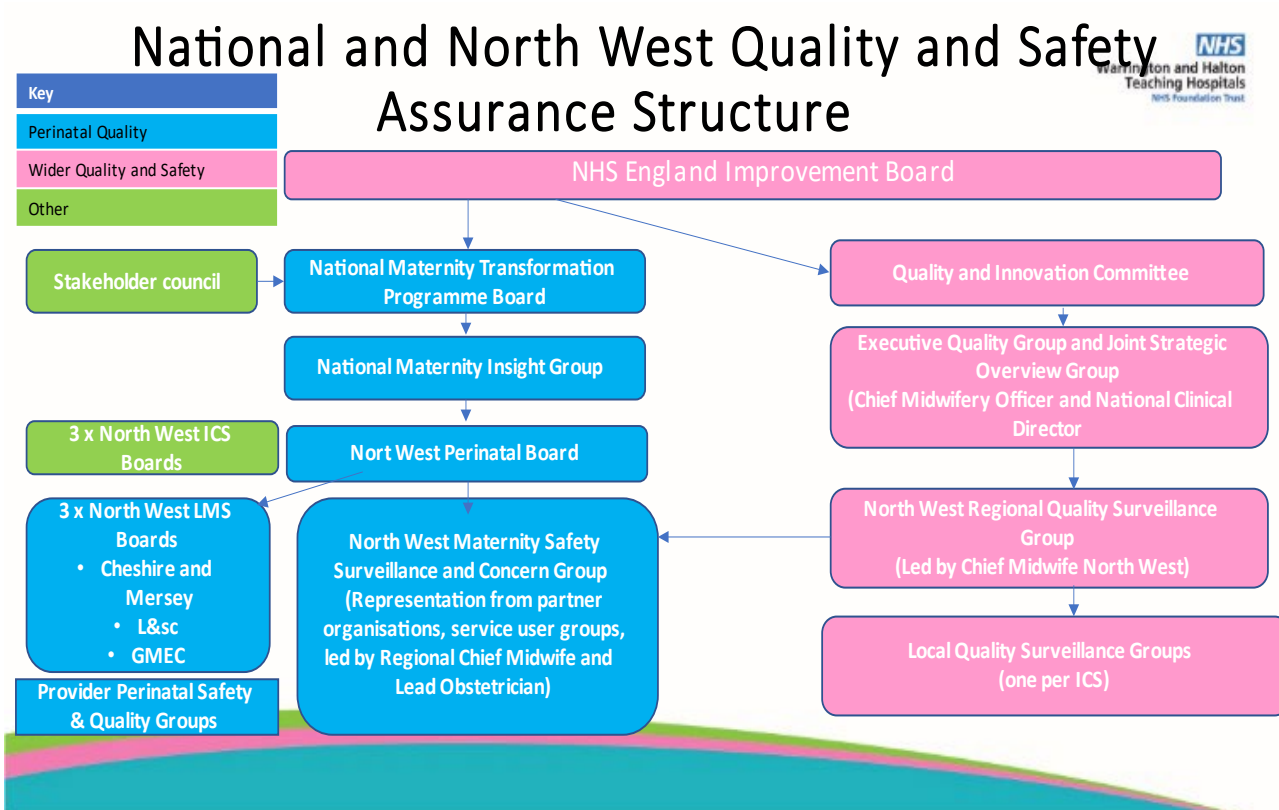 National and North West Quality and Safety
Assurance Structure
NHS
Warrington and Halton
Teaching Hospitals
NHS Foundation Trust
Key
Perinatal Quality
Wider Quality and Safety
Other
NHS England Improvement Board
Stakeholder council
National Maternity Transformation
Programme Board
Quality and Innovation Committee
National Maternity Insight Group
Executive Quality Group and Joint Strategic
Overview Group
(Chief Midwifery Officer and National Clinical
Director
3 x North West ICS
Boards
Nort West Perinatal Board
3 x North West LMS
Boards
• Cheshire and
Mersey
• L&sc
• GMEC
North West Maternity Safety
Surveillance and Concern Group
(Representation from partner
organisations, service user groups,
led by Regional Chief Midwife and
Lead Obstetrician)
North West Regional Quality Surveillance
Group
(Led by Chief Midwife North West)
Local Quality Surveillance Groups
(one per ICS)
Provider Perinatal Safety
& Quality Groups